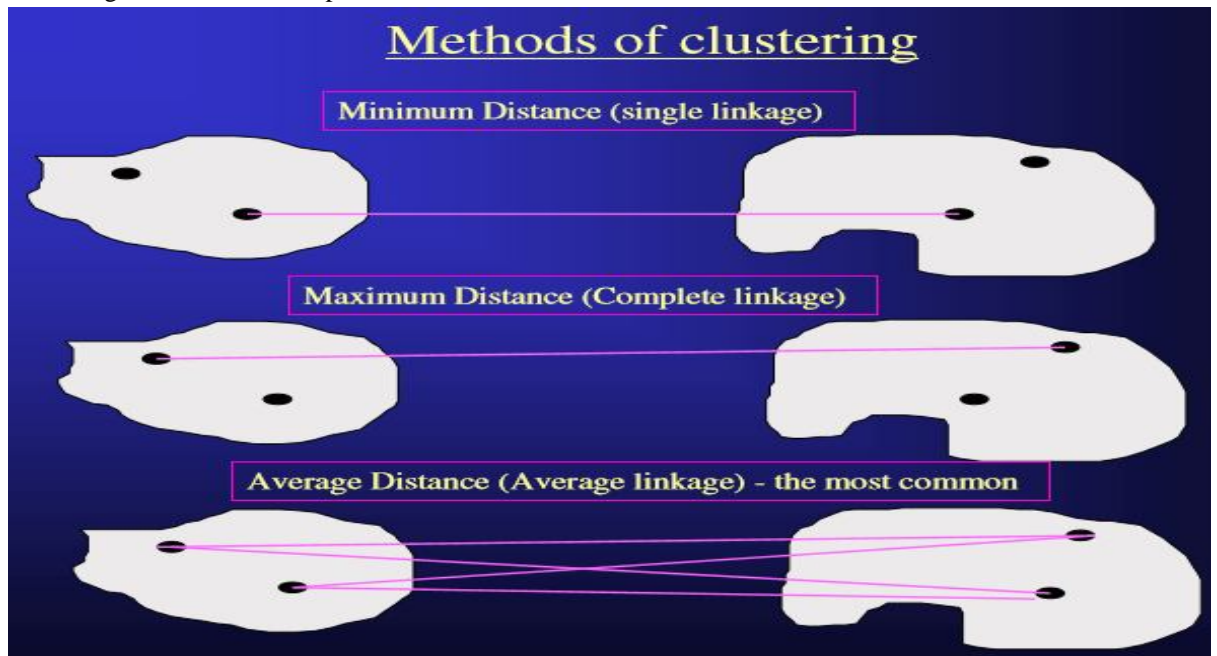 Methods of clustering
Minimum Distance (single linkage)
Maximum Distance (Complete linkage)
Average Distance (Average linkage) - the most common